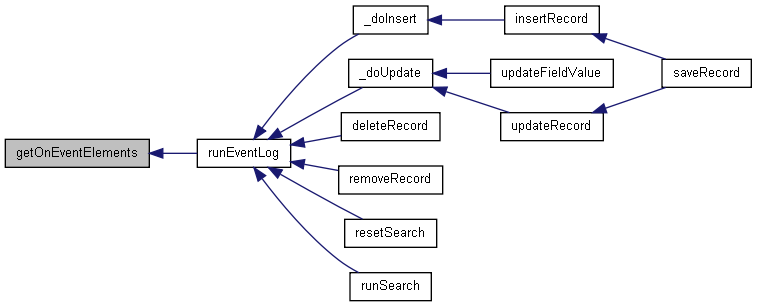 _doInsert
insertRecord
_doUpdate
updateFieldValue
saveRecord
deleteRecord
updateRecord
getOnEventElements
runEventLog
removeRecord
resetSearch
runSearch